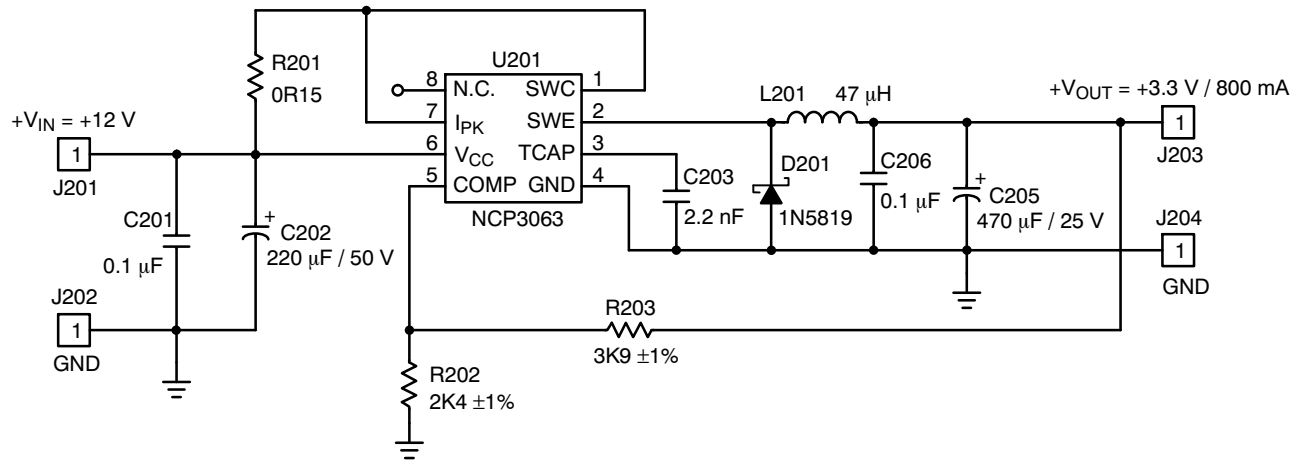 R201
0R15
U201
8 N.C. SWC 1
7 IPK SWE 2
6 VCC TCAP 3
5 COMP GND 4
NCP3063
+VIN = +12 V
1
J201
C201
0.1 μF
+
C202
220 μF / 50 V
J202
1
GND
L201 47 μH
+VOUT = +3.3 V / 800 mA
1
J203
C203
2.2 nF
D201
1N5819
C206
0.1 μF
+
C205
470 μF / 25 V
J204
1
GND
R203
3K9 ±1%
R202
2K4 ±1%